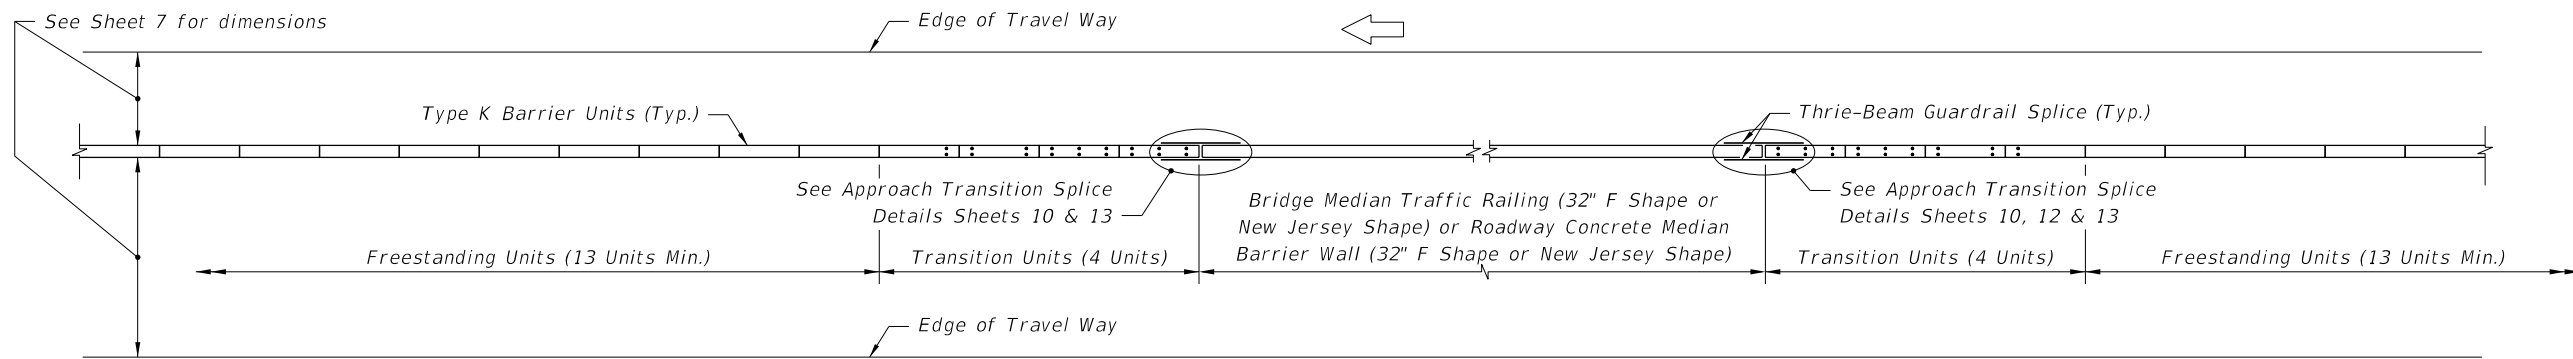 See Sheet 7 for dimensions
Edge of Travel Way
Type K Barrier Units (Typ.)
Thrie-Beam Guardrail Splice (Typ.)
See Approach Transition Splice
Details Sheets 10 & 13
Bridge Median Traffic Railing (32" F Shape or
New Jersey Shape) or Roadway Concrete Median
Barrier Wall (32" F Shape or New Jersey Shape)
See Approach Transition Splice
Details Sheets 10, 12 & 13
Freestanding Units (13 Units Min.)
Transition Units (4 Units)
Transition Units (4 Units)
Freestanding Units (13 Units Min.)
Edge of Travel Way